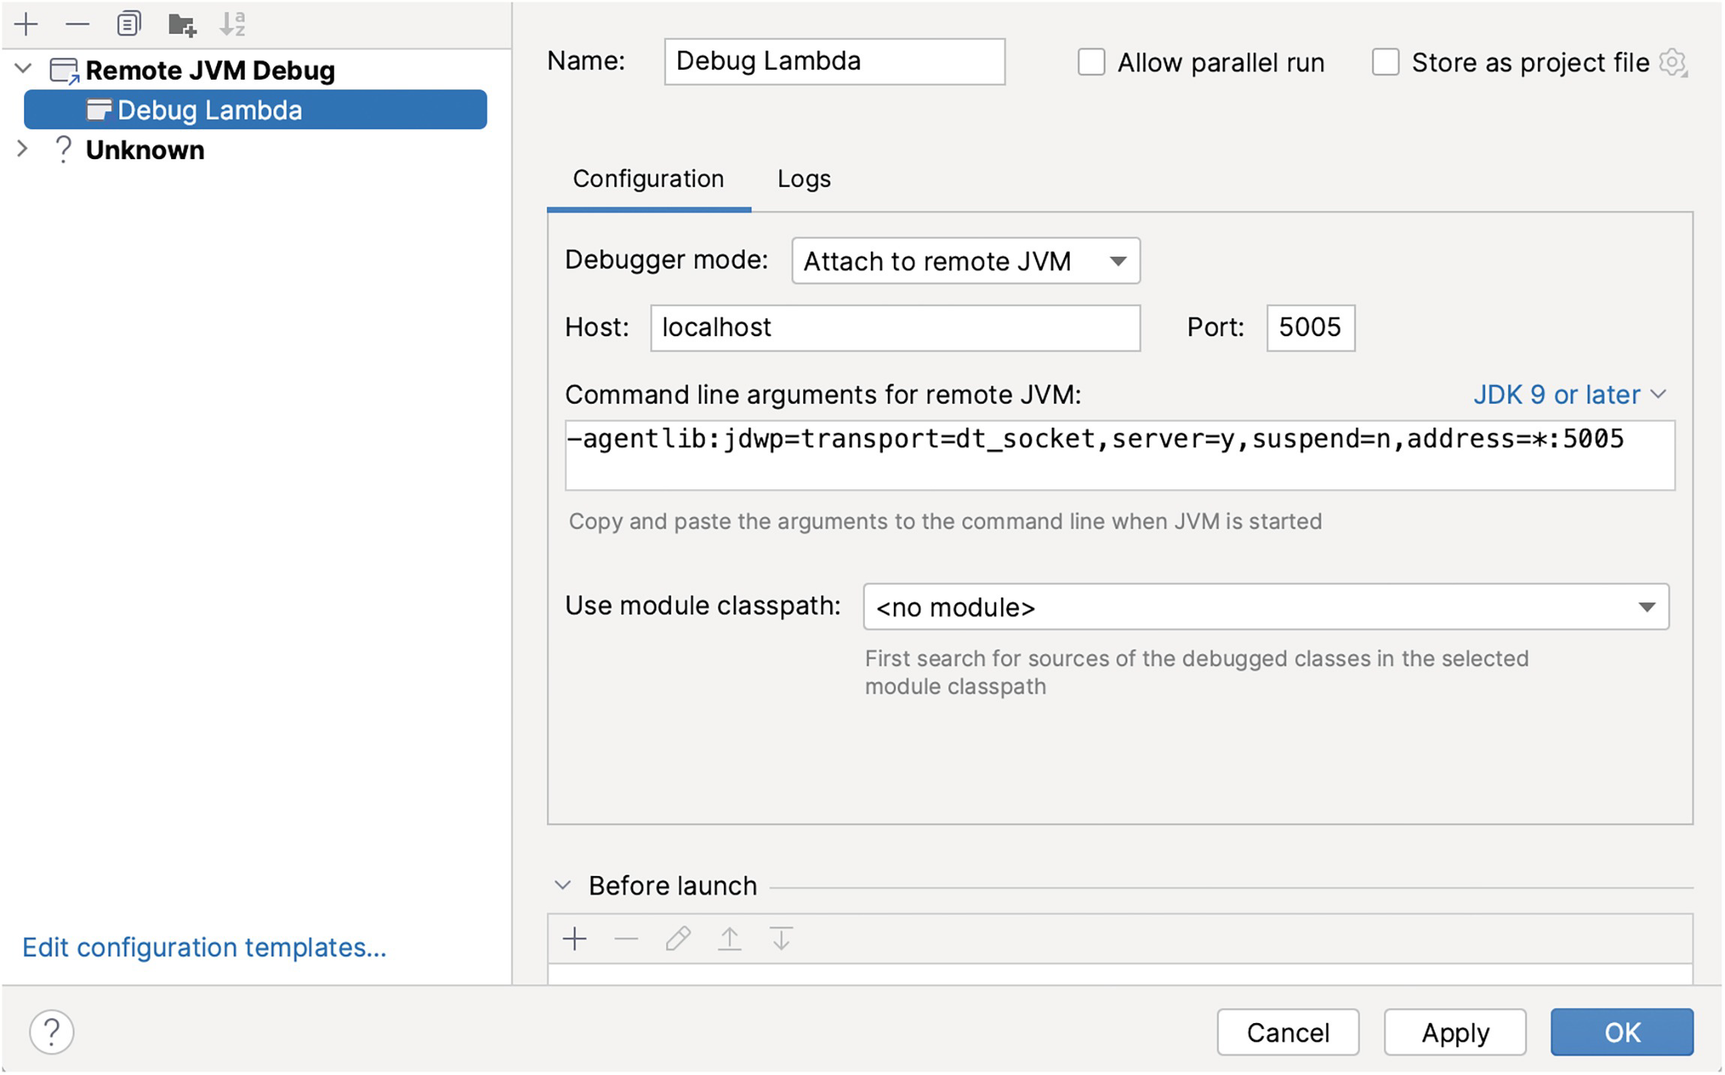 Remote JVM Debug
Debug Lambda
? Unknown
Edit configuration templates...
Name: Debug Lambda
Allow parallel run
Store as project file
Configuration
Logs
Debugger mode: Attach to remote JVM
Host: localhost
Port: 5005
Command line arguments for remote JVM:
JDK 9 or later
-agentlib:jdwp=transport=dt_socket,server=y,suspend=n,address=*:5005
Copy and paste the arguments to the command line when JVM is started
Use module classpath: <no module>
First search for sources of the debugged classes in the selected
module classpath
Before launch
?
Cancel
Apply
OK